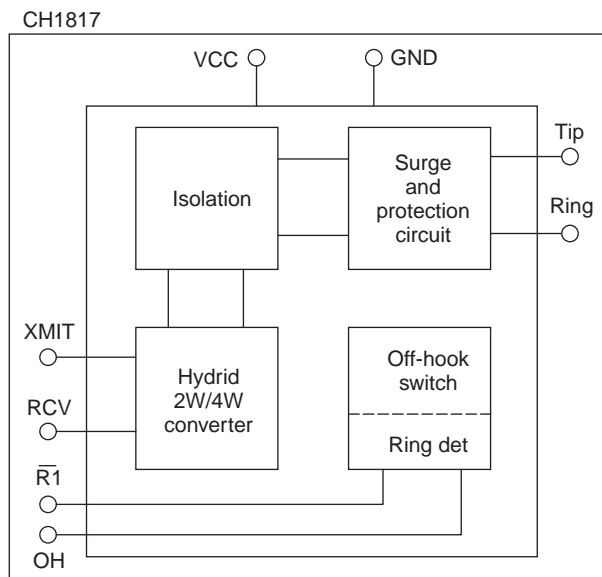 CH1817
VCC
GND
Tip
Ring
Isolation
Surge
and
protection
circuit
XMIT
RCV
R̅1̅
OH
Hydrid
2W/4W
converter
Off-hook
switch
Ring det